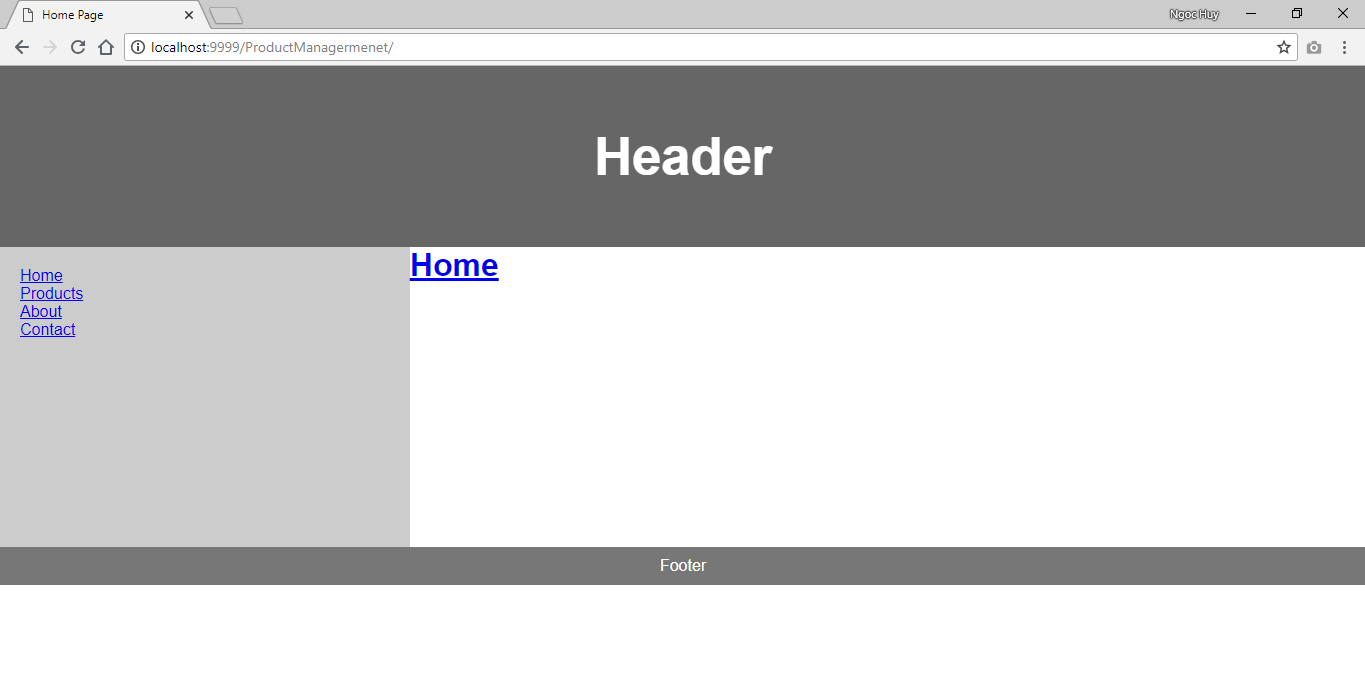 Home Page
Ngoc Huy
localhost:9999/ProductManagermenet/
Header
Home
Products
About
Contact
Home
Footer